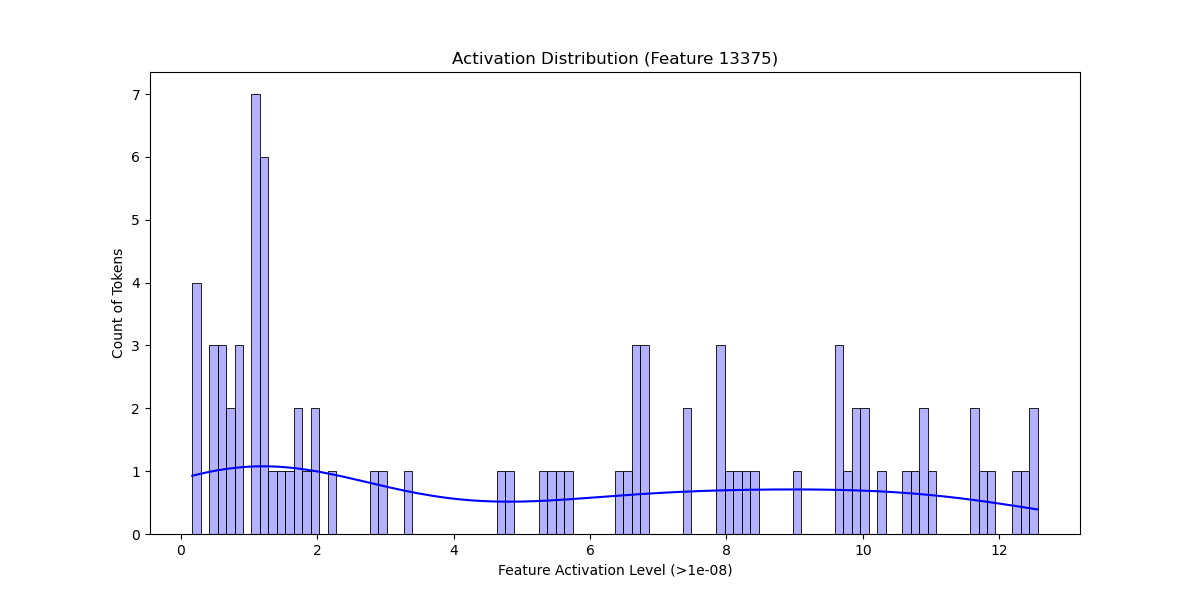 Activation Distribution (Feature 13375)
7
6
5
4
3
2
1
0
Count of Tokens
0 2 4 6 8 10 12
Feature Activation Level (>1e-08)